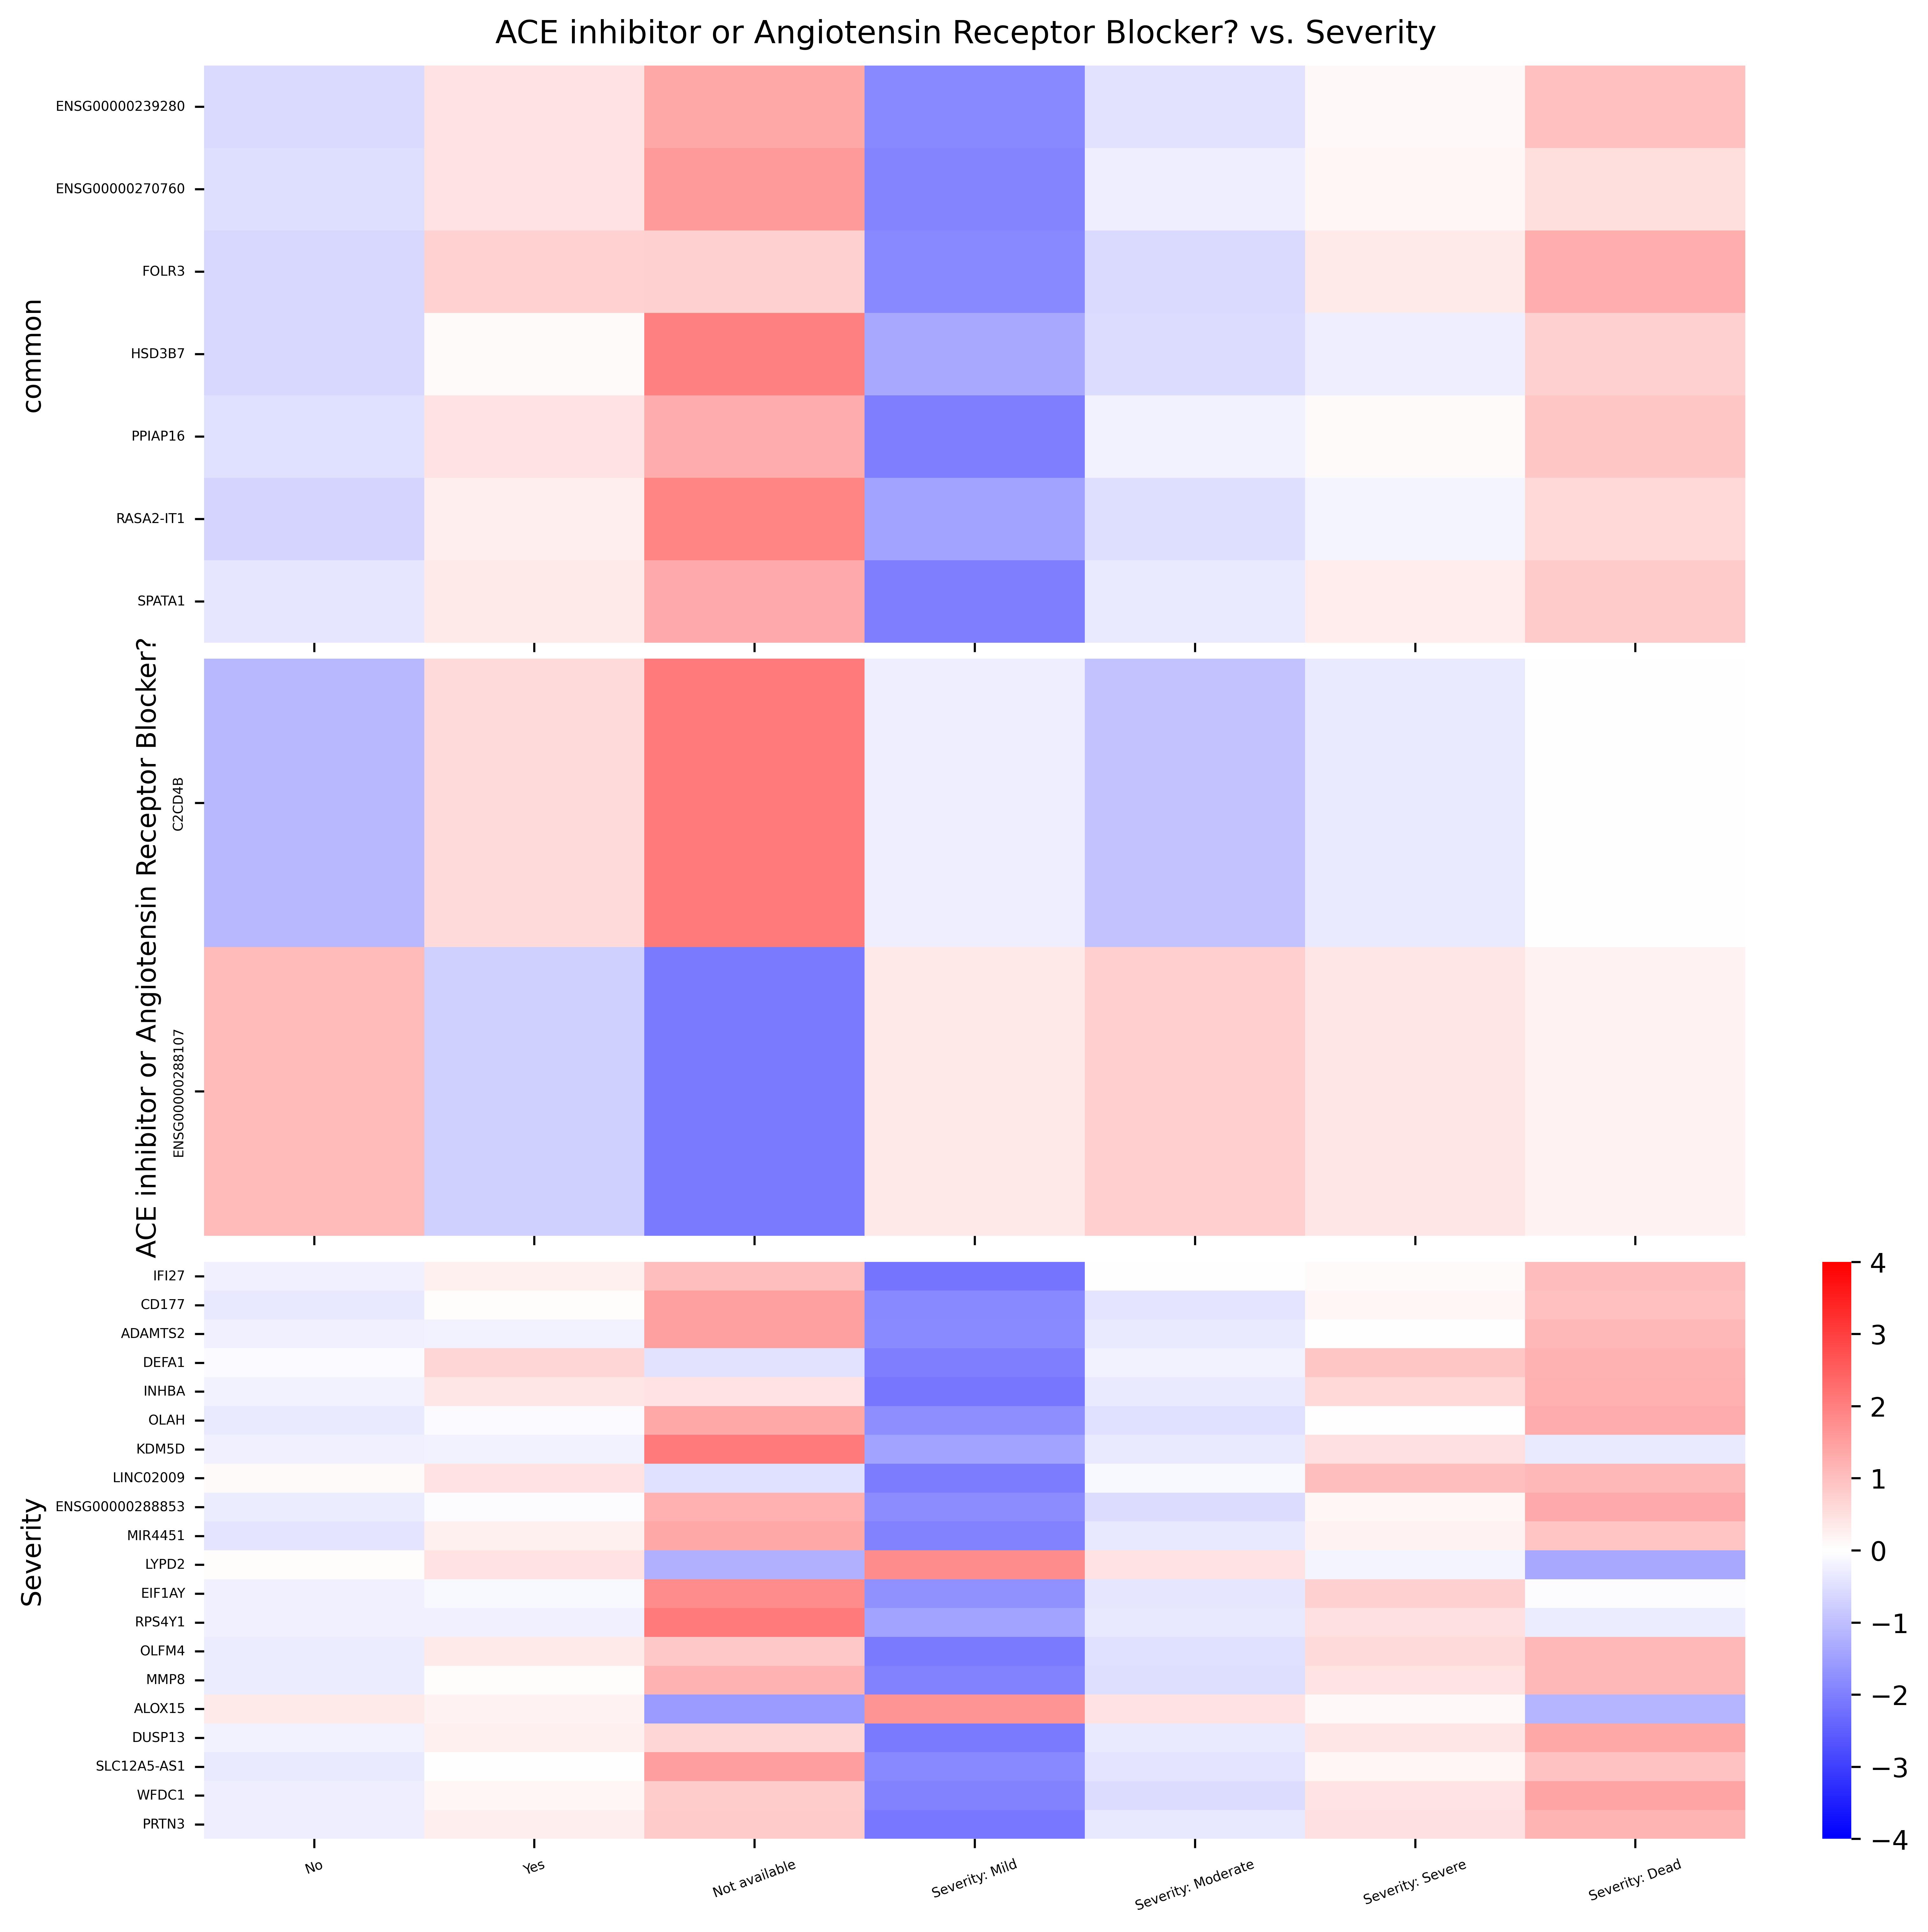 ACE inhibitor or Angiotensin Receptor Blocker? vs. Severity
common
ENSG00000239280
ENSG00000270760
FOLR3
HSD3B7
PPIAP16
RASA2-IT1
SPATA1
ACE inhibitor or Angiotensin Receptor Blocker?
C2CD4B
ENSG00000288107
Severity
IFI27
CD177
ADAMTS2
DEFA1
INHBA
OLAH
KDM5D
LINC02009
ENSG00000288853
MIR4451
LYPD2
EIF1AY
RPS4Y1
OLFM4
MMP8
ALOX15
DUSP13
SLC12A5-AS1
WFDC1
PRTN3
No
Yes
Not available
Severity: Mild
Severity: Moderate
Severity: Severe
Severity: Dead
4
3
2
1
0
−1
−2
−3
−4